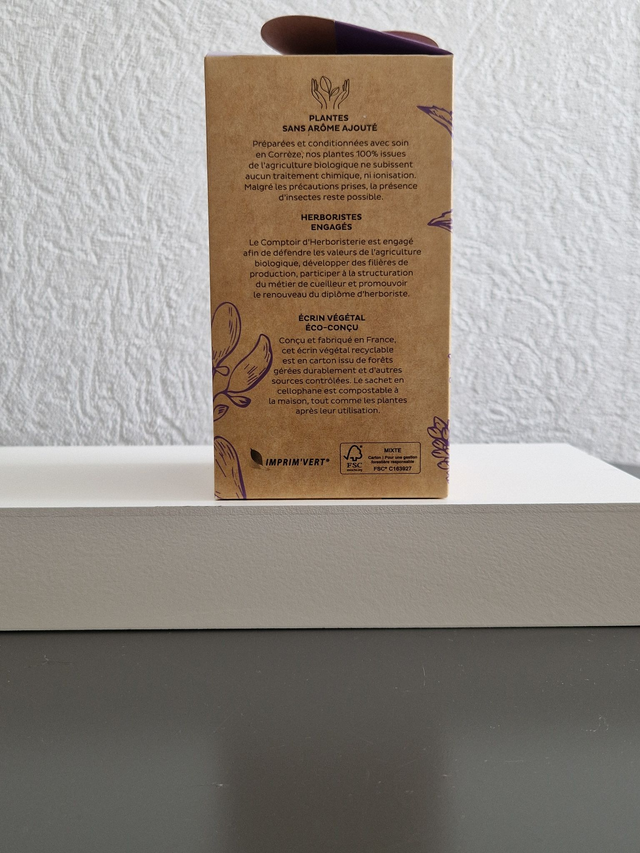 PLANTES
SANS ARÔME AJOUTÉ
Préparées et conditionnées avec soin
en Corrèze, nos plantes 100% issues
de l'agriculture biologique ne subissent
aucun traitement chimique, ni ionisation.
Malgré les précautions prises, la présence
d'insectes reste possible.
HERBORISTES
ENGAGÉS
Le Comptoir d'Herboristerie est engagé
afin de défendre les valeurs de l'agriculture
biologique, développer des filières de
production, participer à la structuration
du métier de cueilleur et promouvoir
le renouveau du diplôme d'herboriste.
ÉCRIN VÉGÉTAL
ÉCO-CONÇU
Conçu et fabriqué en France,
cet écrin végétal recyclable
est en carton issu de forêts
gérées durablement et d'autres
sources contrôlées. Le sachet en
cellophane est compostable à
la maison, tout comme les plantes
après leur utilisation.
IMPRIM'VERT®
FSC
MIXTE
Carton | Pour une gestion
forestière responsable
FSC® C163927